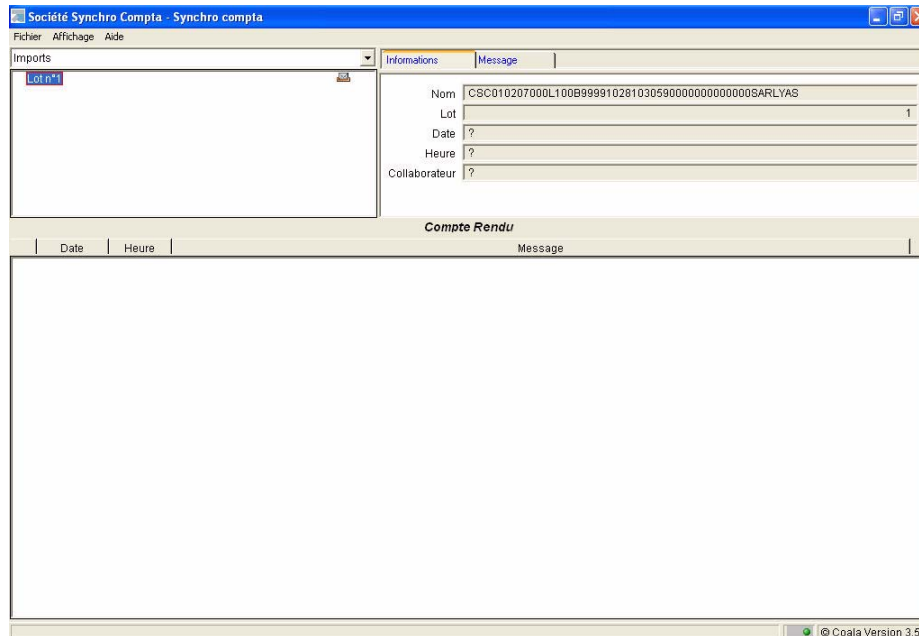 Société Synchro Compta - Synchro compta
Fichier Affichage Aide
Imports
Informations Message
Lot n°1
Nom CSC010207000L100B9999102810305900000000000000SARLYAS
Lot 1
Date ?
Heure ?
Collaborateur ?
Compte Rendu
Date Heure Message
© Coala Version 3.5